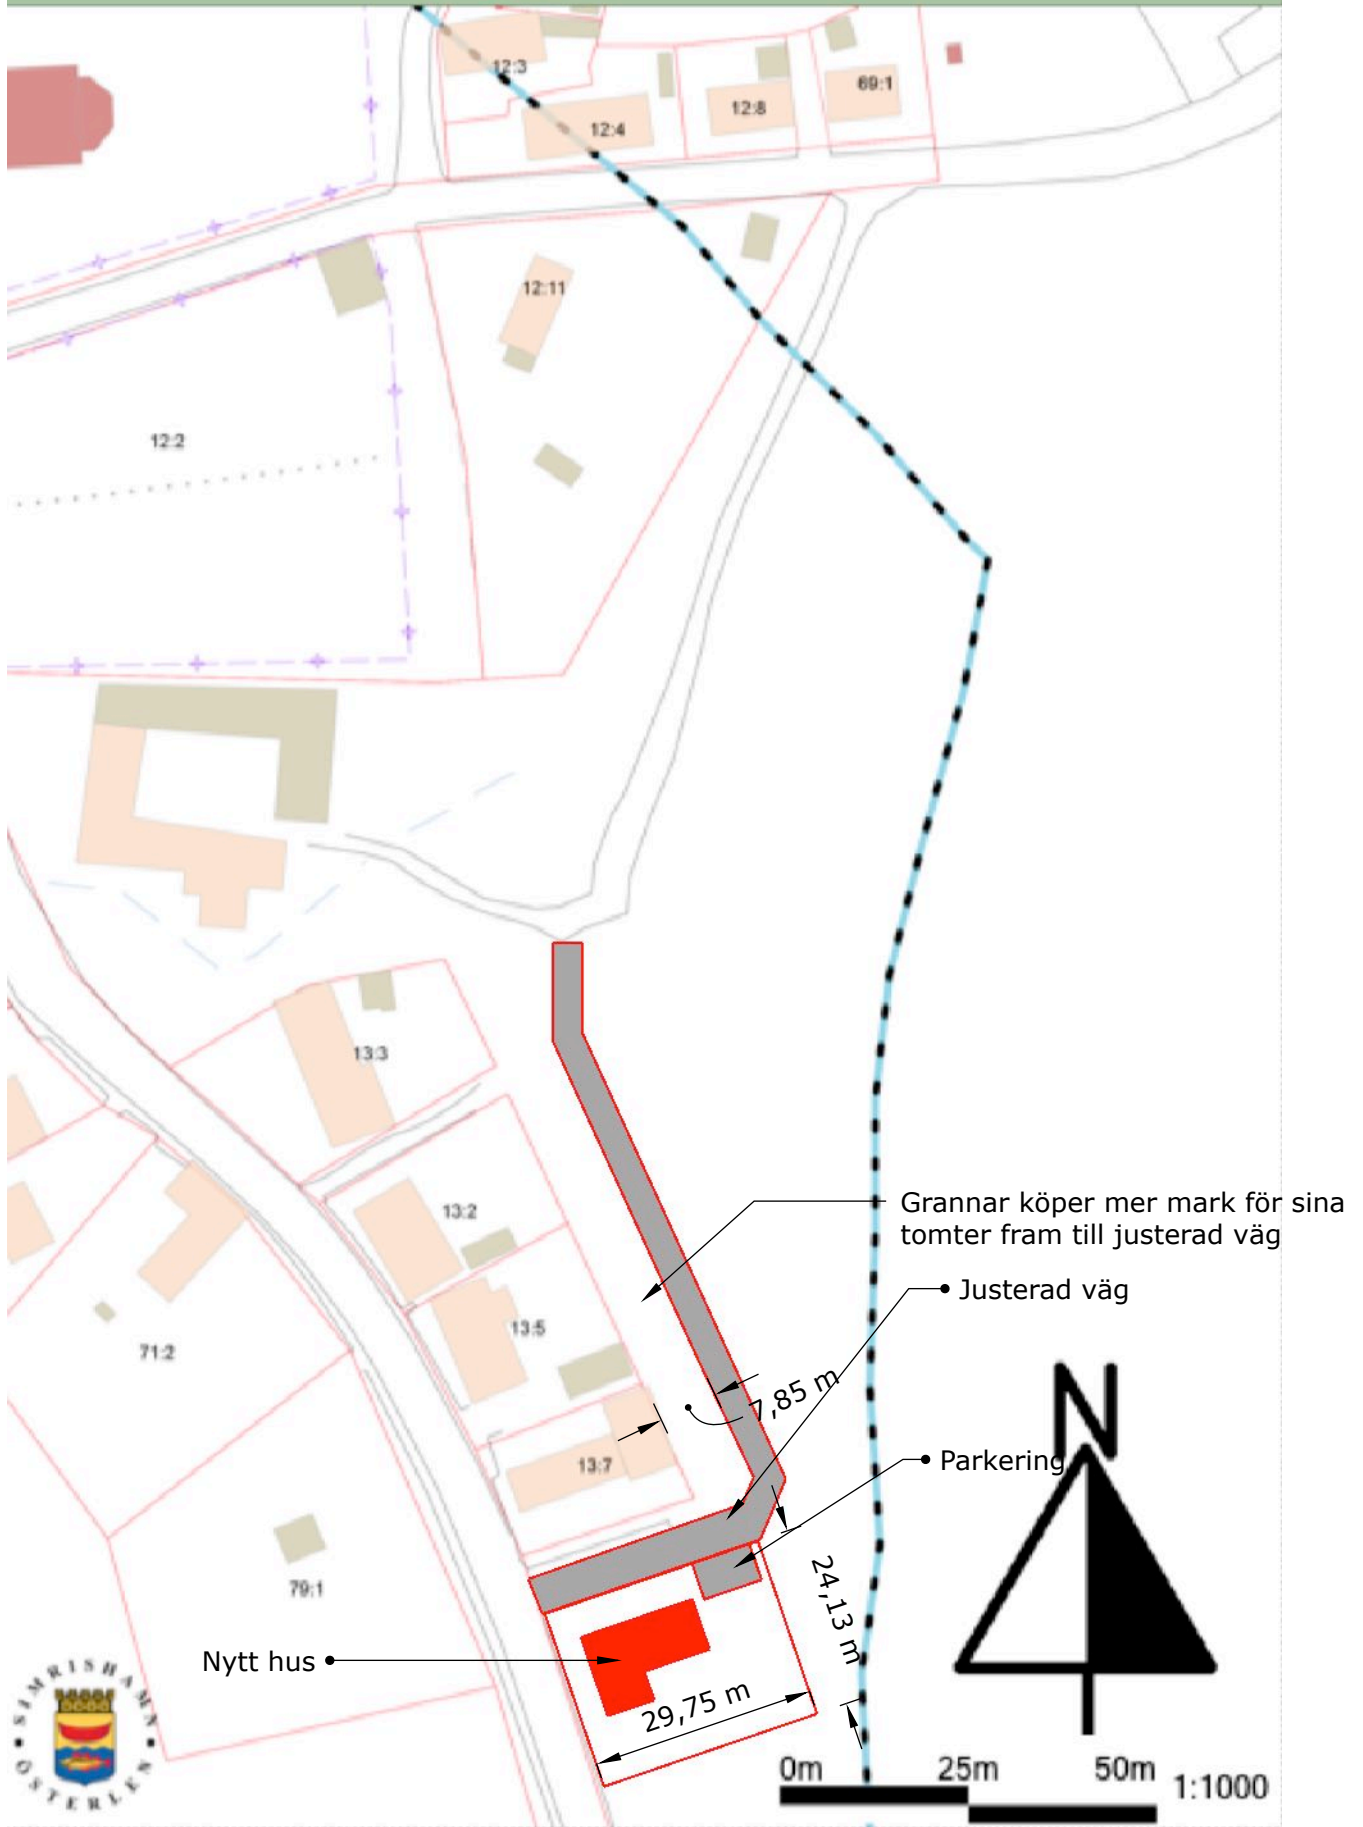 12:3
12:4
12:8
69:1
12:11
12:2
13:3
13:2
Grannar köper mer mark för sina
tomter fram till justerad väg
Justerad väg
13:5
71:2
7,85 m
Parkering
13:7
N
79:1
24,13 m
Nytt hus
29,75 m
SIMRISHAMN
ÖSTERLEN
0m 25m 50m 1:1000